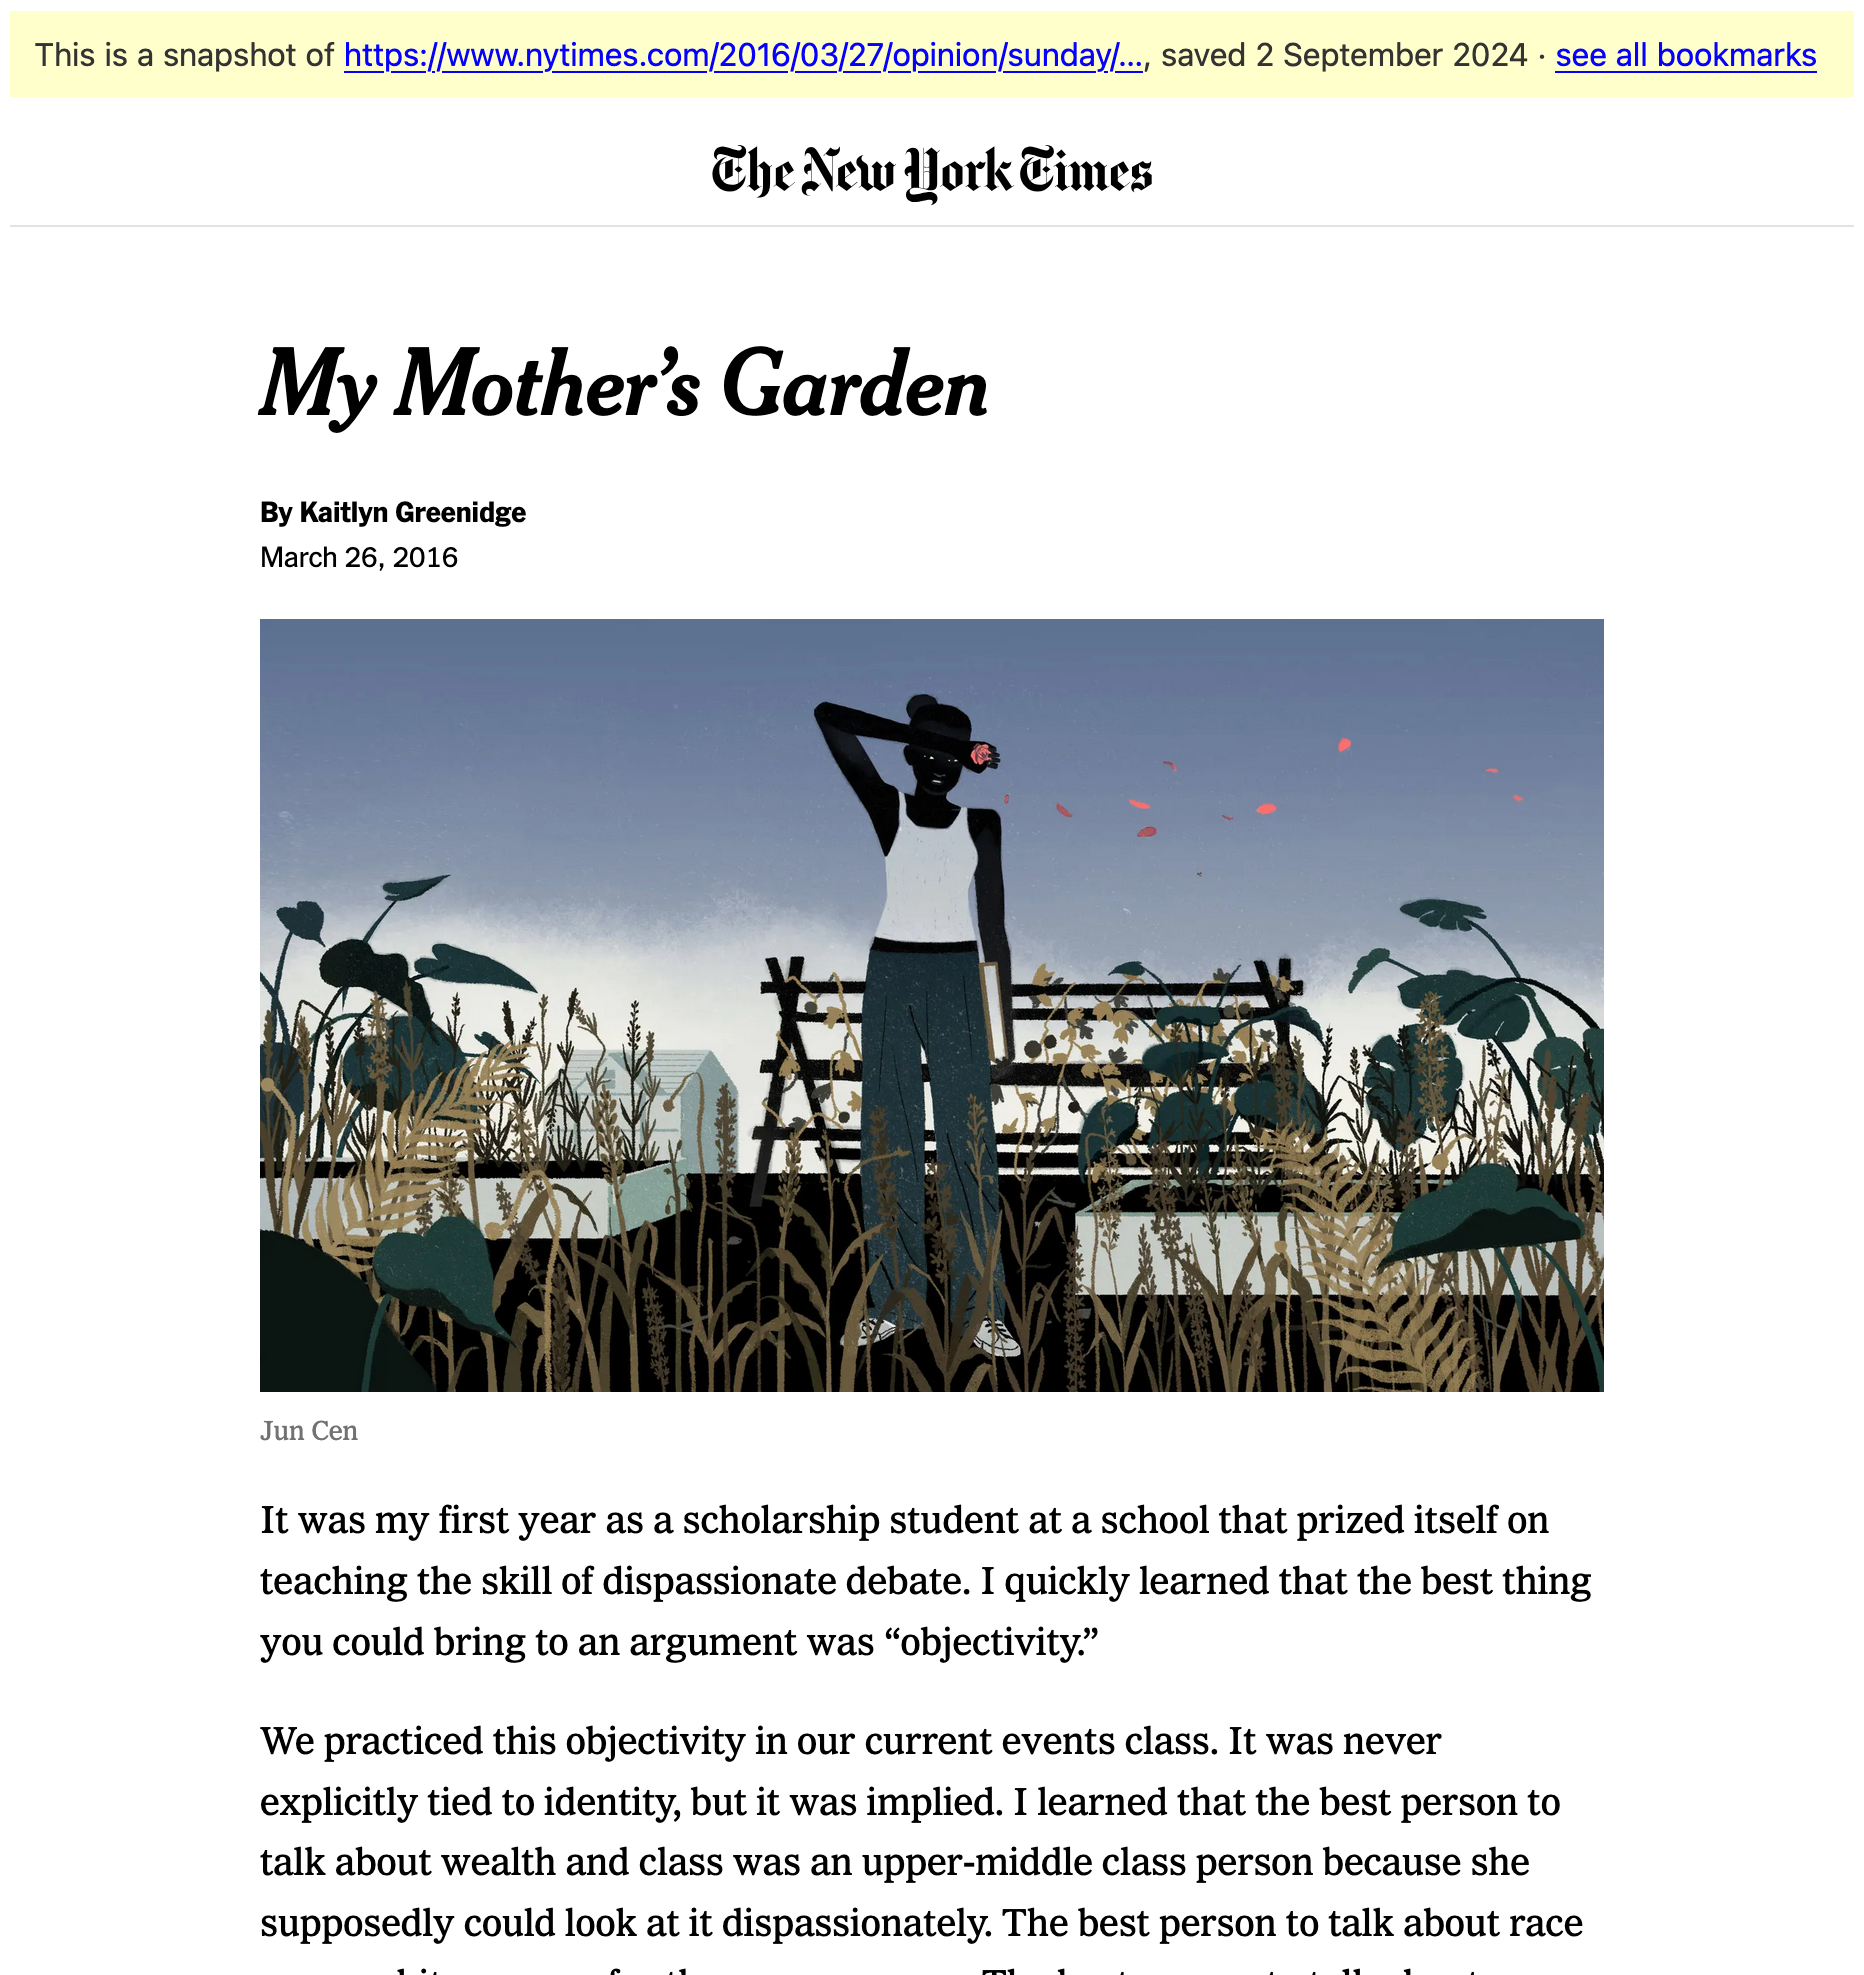 This is a snapshot of https://www.nytimes.com/2016/03/27/opinion/sunday/..., saved 2 September 2024 · see all bookmarks
The New York Times
My Mother’s Garden
By Kaitlyn Greenidge
March 26, 2016
Jun Cen
It was my first year as a scholarship student at a school that prized itself on
teaching the skill of dispassionate debate. I quickly learned that the best thing
you could bring to an argument was “objectivity.”
We practiced this objectivity in our current events class. It was never
explicitly tied to identity, but it was implied. I learned that the best person to
talk about wealth and class was an upper-middle class person because she
supposedly could look at it dispassionately. The best person to talk about race